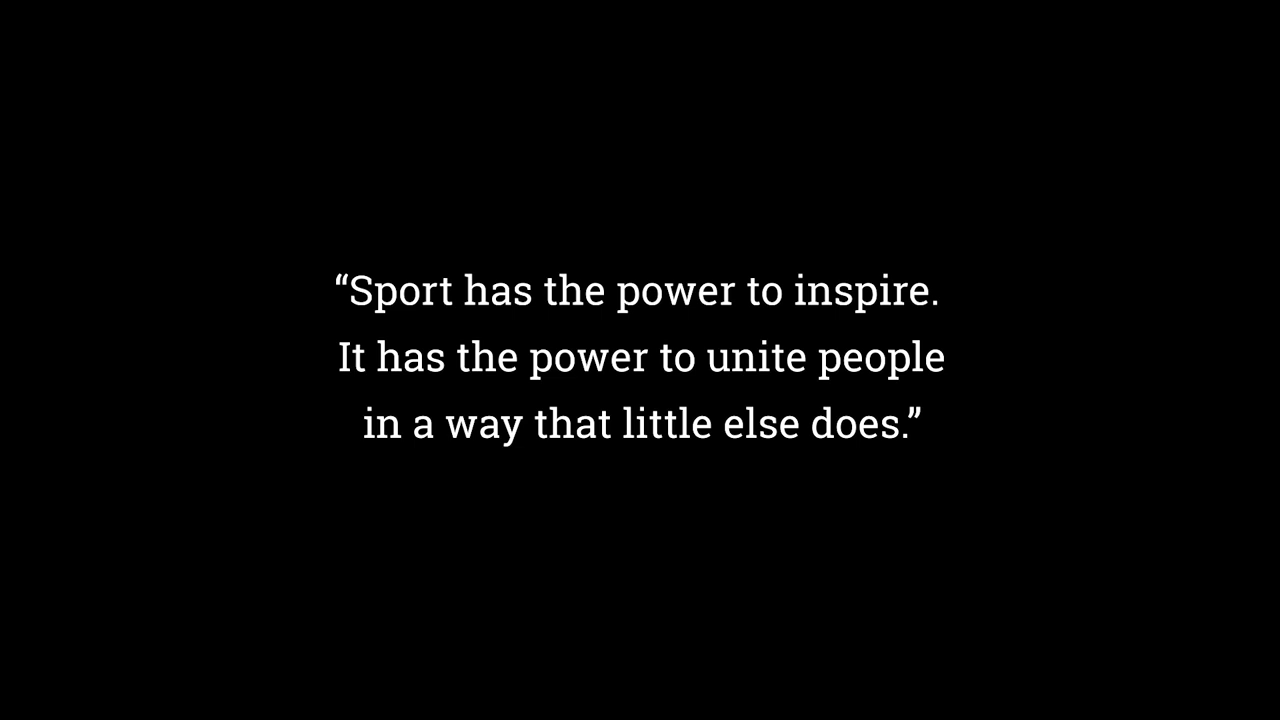 “Sport has the power to inspire.
It has the power to unite people
in a way that little else does.”